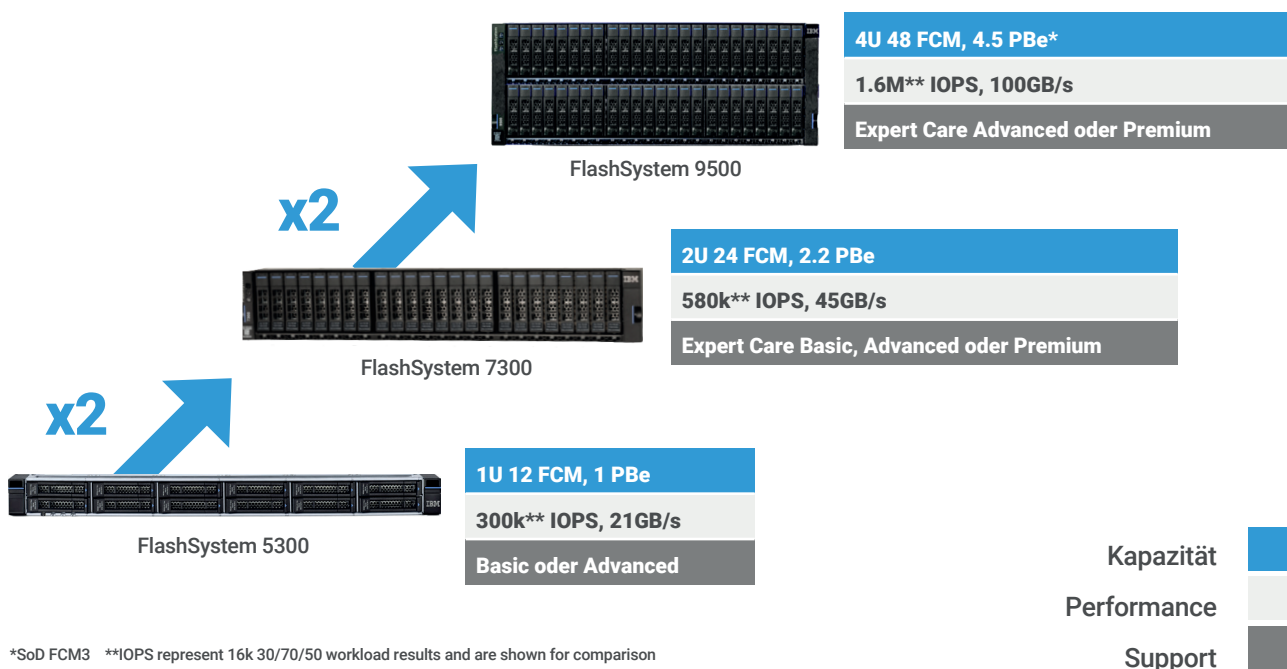 IBM
4U 48 FCM, 4.5 PBe*
1.6M** IOPS, 100GB/s
Expert Care Advanced oder Premium
FlashSystem 9500
x2
IBM
2U 24 FCM, 2.2 PBe
580k** IOPS, 45GB/s
Expert Care Basic, Advanced oder Premium
FlashSystem 7300
x2
IBM
1U 12 FCM, 1 PBe
300k** IOPS, 21GB/s
Basic oder Advanced
FlashSystem 5300
Kapazität
Performance
Support
*SoD FCM3 **IOPS represent 16k 30/70/50 workload results and are shown for comparison